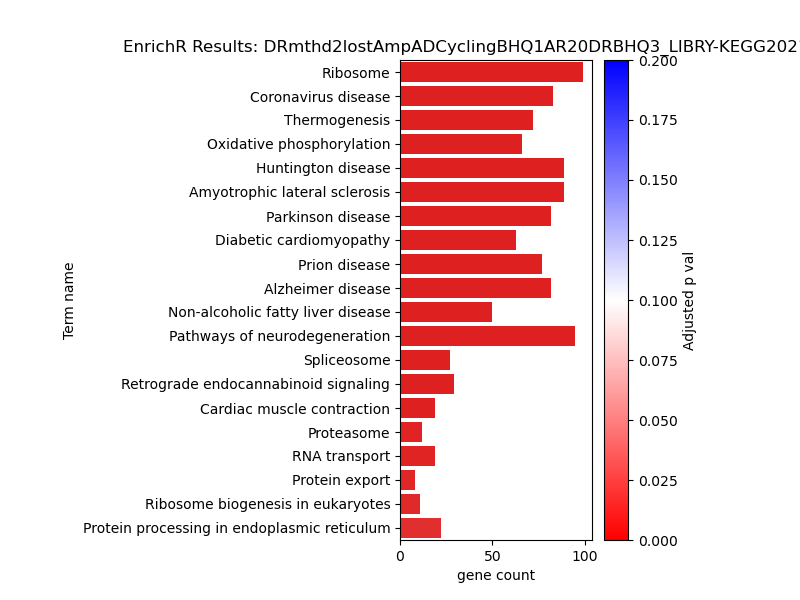 EnrichR Results: DRmthd2lostAmpADCyclingBHQ1AR20DRBHQ3_LIBRY-KEGG202
Term name
Ribosome
Coronavirus disease
Thermogenesis
Oxidative phosphorylation
Huntington disease
Amyotrophic lateral sclerosis
Parkinson disease
Diabetic cardiomyopathy
Prion disease
Alzheimer disease
Non-alcoholic fatty liver disease
Pathways of neurodegeneration
Spliceosome
Retrograde endocannabinoid signaling
Cardiac muscle contraction
Proteasome
RNA transport
Protein export
Ribosome biogenesis in eukaryotes
Protein processing in endoplasmic reticulum
0 50 100
gene count
0.200
0.175
0.150
0.125
0.100
0.075
0.050
0.025
0.000
Adjusted p val